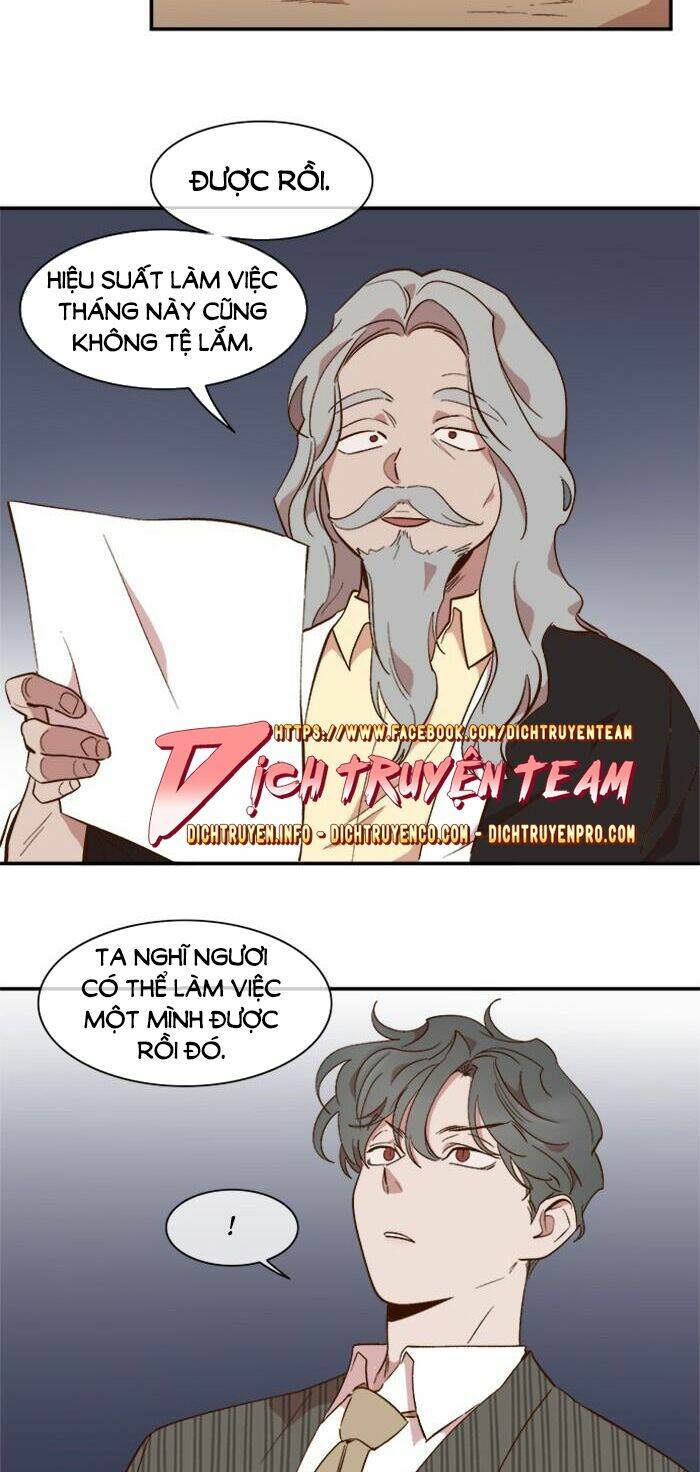 ĐƯỢC RỒI.
HIỆU SUẤT LÀM VIỆC
THÁNG NÀY CŨNG
KHÔNG TỆ LẮM.
HTTPS://WWW.FACEBOOK.COM/DICHTRUYENTEAM
DỊCH TRUYỆN TEAM
DICHTRUYEN.INFO - DICHTRUYENCO.COM - DICHTRUYENPRO.COM
TA NGHĨ NGƯƠI
CÓ THỂ LÀM VIỆC
MỘT MÌNH ĐƯỢC
RỒI ĐÓ.
!